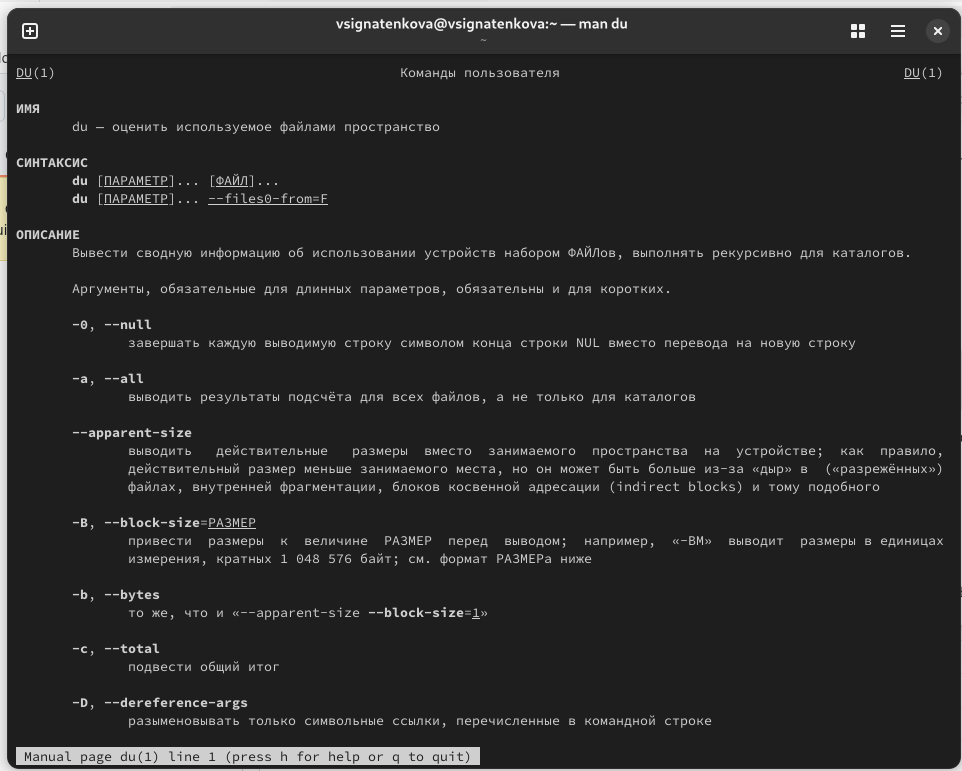 vsignatenkova@vsignatenkova:~ — man du
~
DU(1) Команды пользователя DU(1)
ИМЯ
du — оценить используемое файлами пространство
СИНТАКСИС
du [ПАРАМЕТР]... [ФАЙЛ]...
du [ПАРАМЕТР]... --files0-from=F
ОПИСАНИЕ
Вывести сводную информацию об использовании устройств набором ФАЙЛов, выполнять рекурсивно для каталогов.
Аргументы, обязательные для длинных параметров, обязательны и для коротких.
-0, --null
завершать каждую выводимую строку символом конца строки NUL вместо перевода на новую строку
-a, --all
выводить результаты подсчёта для всех файлов, а не только для каталогов
--apparent-size
выводить действительные размеры вместо занимаемого пространства на устройстве; как правило,
действительный размер меньше занимаемого места, но он может быть больше из-за «дыр» в («разрежённых»)
файлах, внутренней фрагментации, блоков косвенной адресации (indirect blocks) и тому подобного
-B, --block-size=РАЗМЕР
привести размеры к величине РАЗМЕР перед выводом; например, «-BM» выводит размеры в единицах
измерения, кратных 1 048 576 байт; см. формат РАЗМЕРа ниже
-b, --bytes
то же, что и «--apparent-size --block-size=1»
-c, --total
подвести общий итог
-D, --dereference-args
разыменовывать только символьные ссылки, перечисленные в командной строке
Manual page du(1) line 1 (press h for help or q to quit)